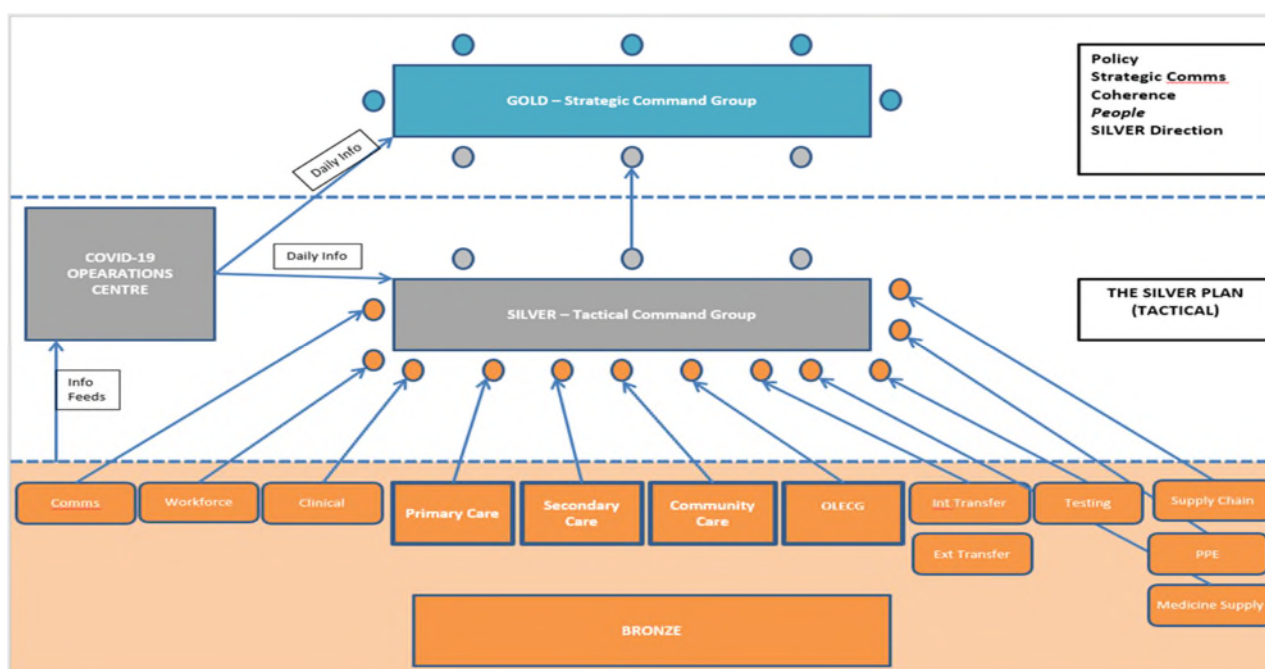 Policy
Strategic Comms
Coherence
People
SILVER Direction
GOLD – Strategic Command Group
Daily Info
COVID-19
OPEARATIONS
CENTRE
Daily Info
SILVER – Tactical Command Group
THE SILVER PLAN
(TACTICAL)
Info
Feeds
Comms
Workforce
Clinical
Primary Care
Secondary
Care
Community
Care
OLECG
Int Transfer
Testing
Supply Chain
Ext Transfer
PPE
Medicine Supply
BRONZE